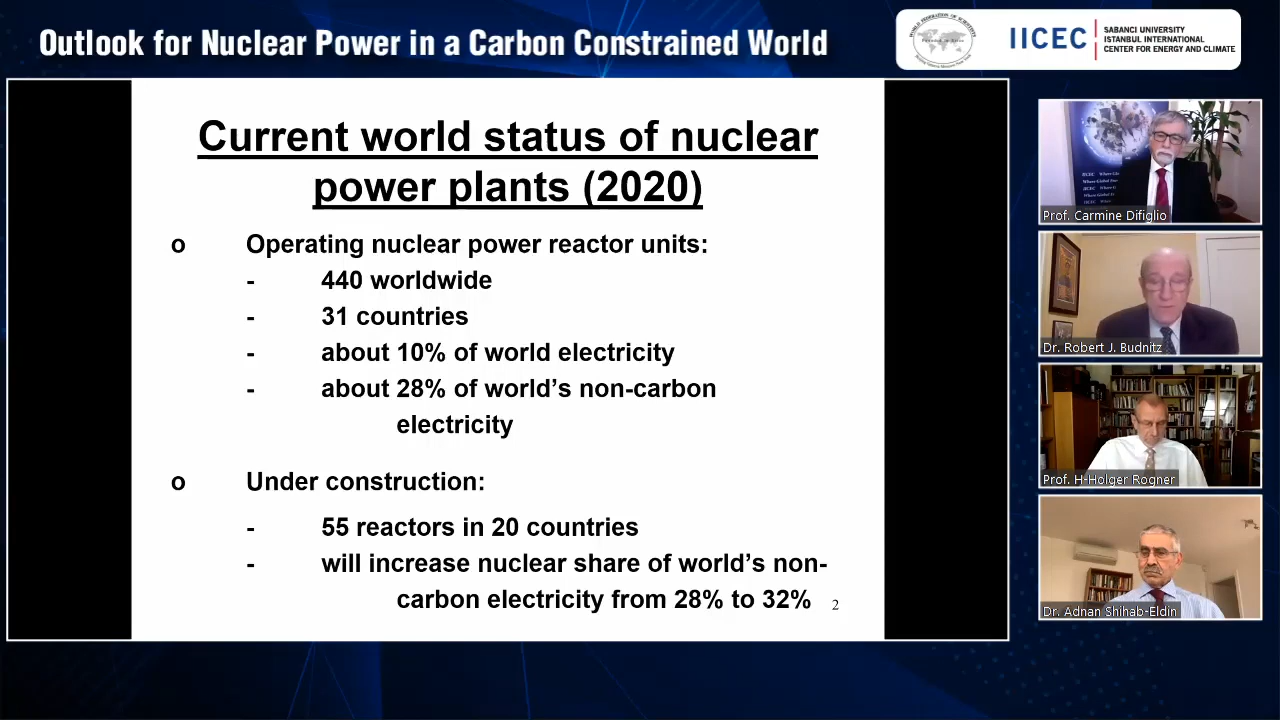 Outlook for Nuclear Power in a Carbon Constrained World
WORLD FEDERATION OF SCIENTISTS
IICEC
SABANCI UNIVERSITY
ISTANBUL INTERNATIONAL
CENTER FOR ENERGY AND CLIMATE
Current world status of nuclear
power plants (2020)
o Operating nuclear power reactor units:
- 440 worldwide
- 31 countries
- about 10% of world electricity
- about 28% of world’s non-carbon
electricity
o Under construction:
- 55 reactors in 20 countries
- will increase nuclear share of world’s non-
carbon electricity from 28% to 32%
2
Prof. Carmine Difiglio
Dr. Robert J. Budnitz
Prof. H-Holger Rogner
Dr. Adnan Shihab-Eldin